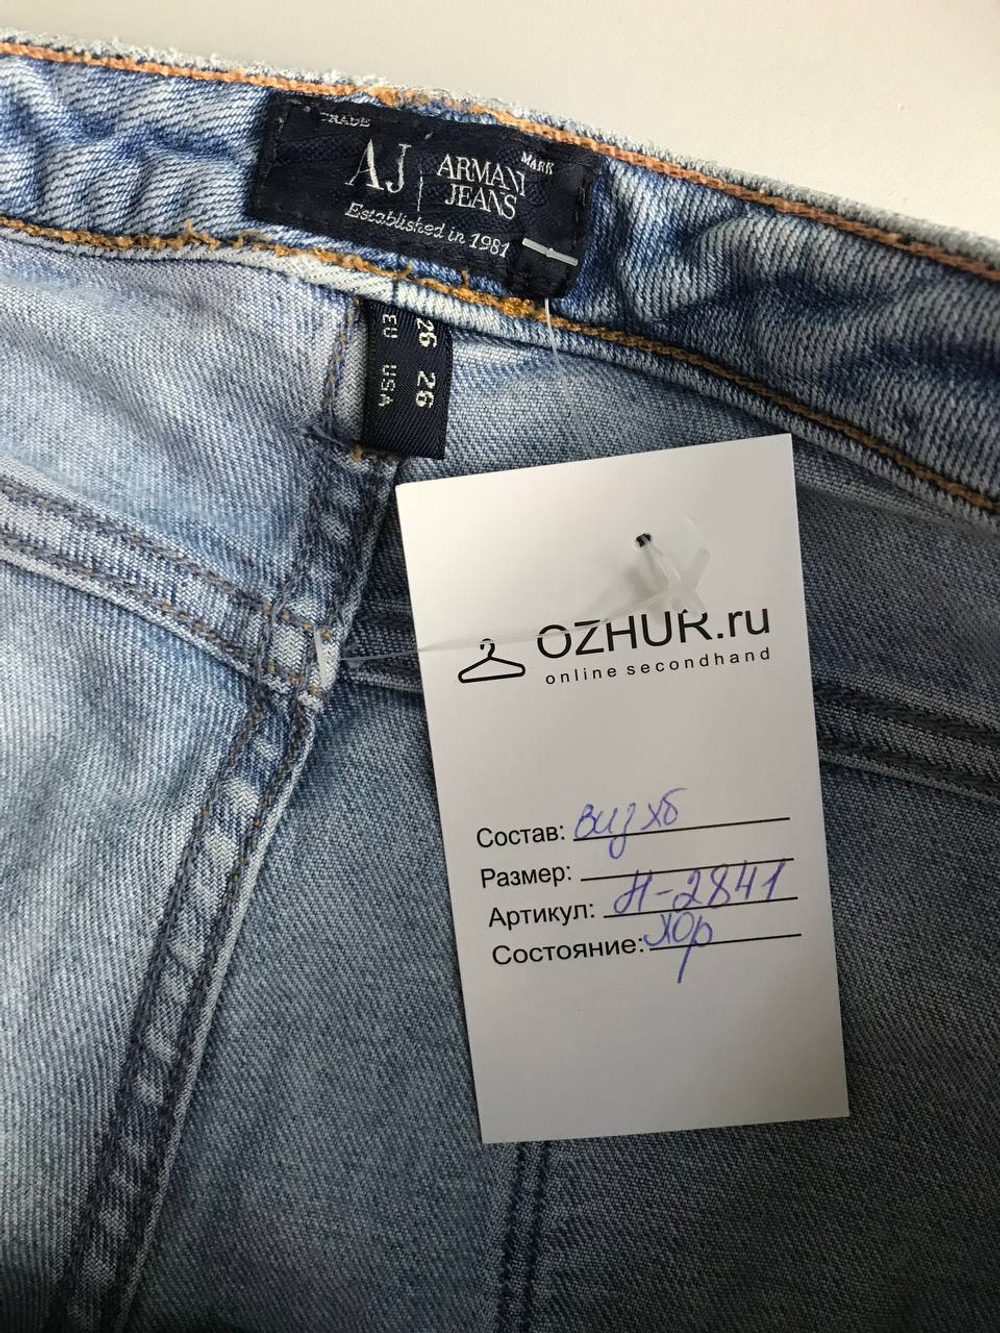 TRADE MARK
AJ ARMANI
JEANS
Established in 1981
26 26
EU USA
OZHUR.ru
online secondhand
Состав: виз хб
Размер:
Артикул: Н-2841
Состояние: хор